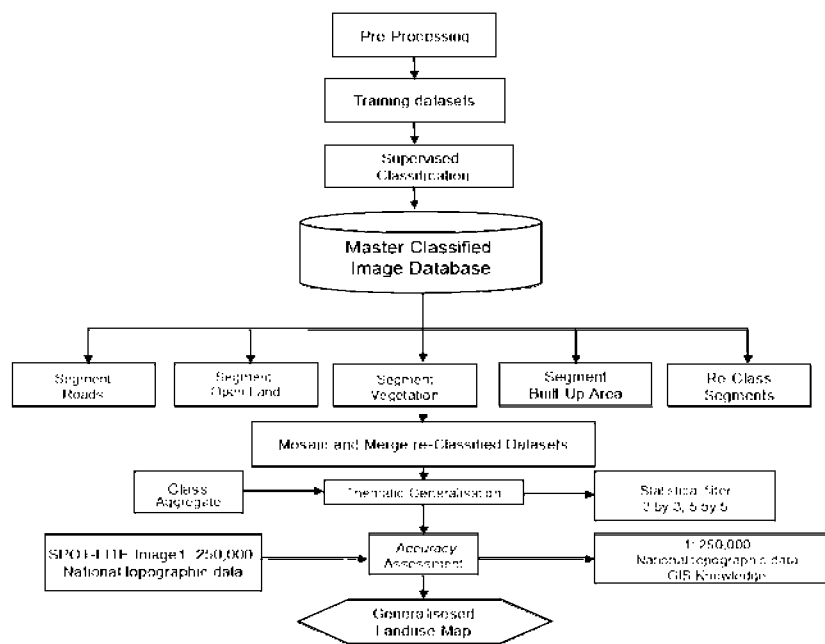 Pre Processing
Training datasets
Supervised
Classification
Master Classified
Image Database
Segment
Roads
Segment
Open Land
Segment
Vegetation
Segment
Built Up Area
Re Class
Segments
Mosaic and Merge re-Classified Datasets
Class
Aggregate
Thematic Generalisation
Statistical filter
3 by 3, 5 by 5
SPOT- Image 1: 250,000
National topographic data
Accuracy
Assessment
1: 250,000
National topographic data
GIS Knowledge
Generalisesed
Landuse Map